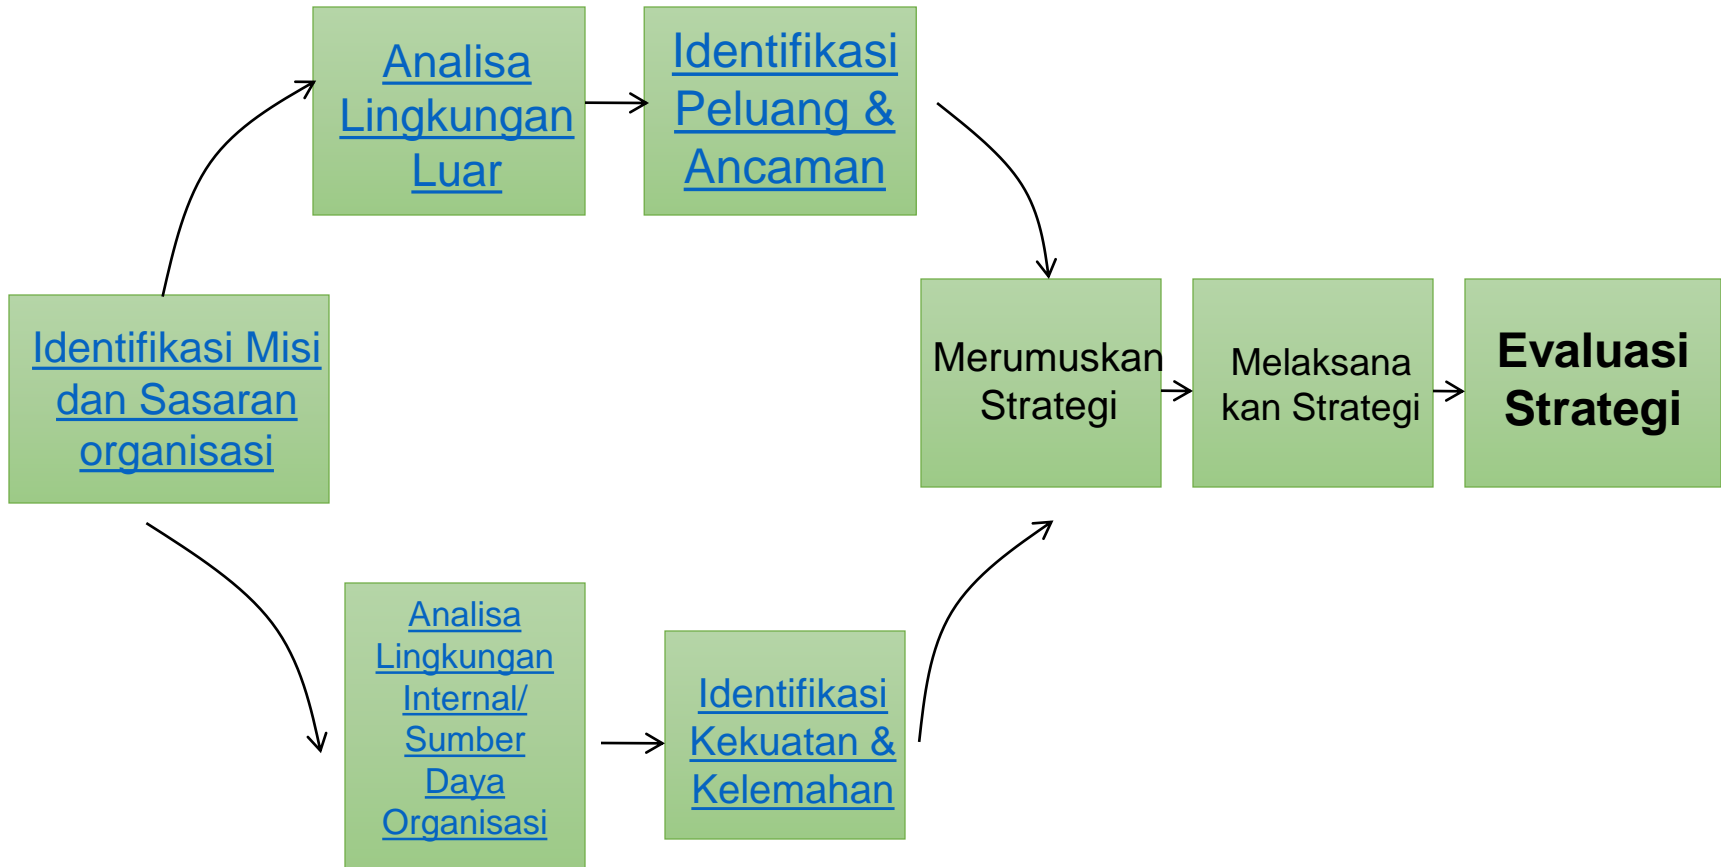 Analisa
Lingkungan
Luar
Identifikasi
Peluang &
Ancaman
Identifikasi Misi
dan Sasaran
organisasi
Merumuskan
Strategi
Melaksana
kan Strategi
Evaluasi
Strategi
Analisa
Lingkungan
Internal/
Sumber
Daya
Organisasi
Identifikasi
Kekuatan &
Kelemahan